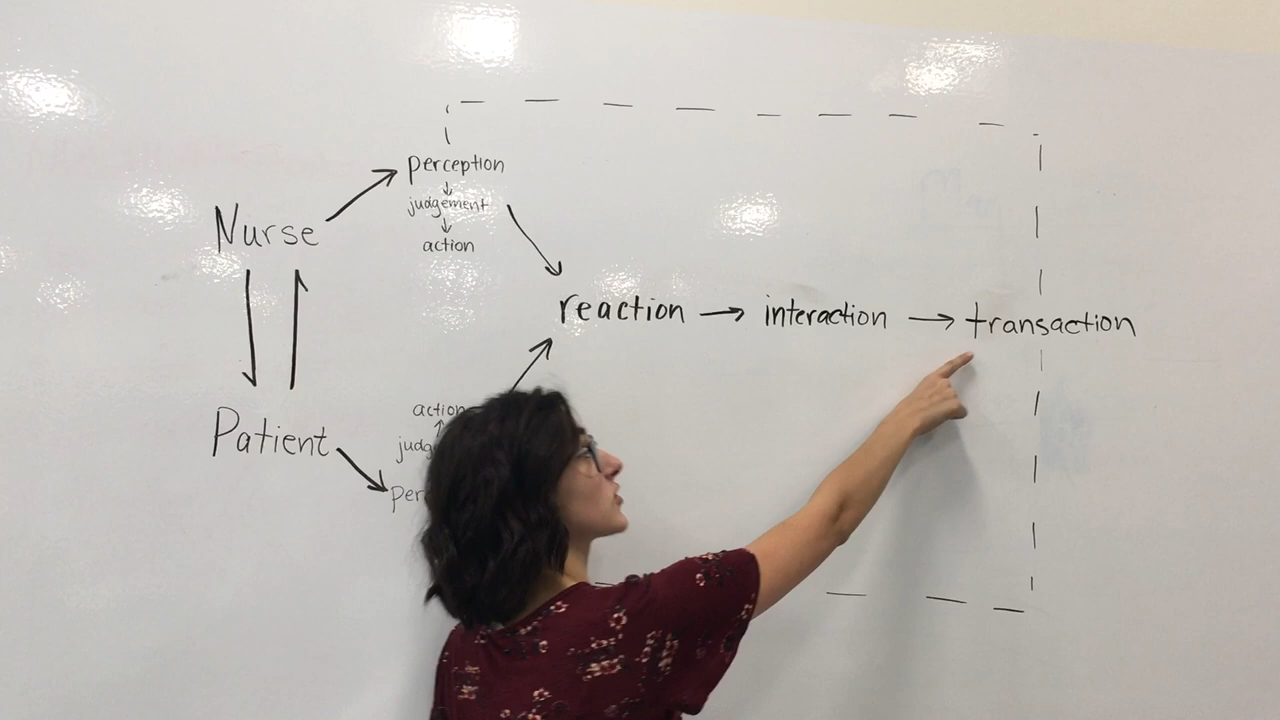 perception
judgement
action
Nurse
reaction → interaction → transaction
Patient
action